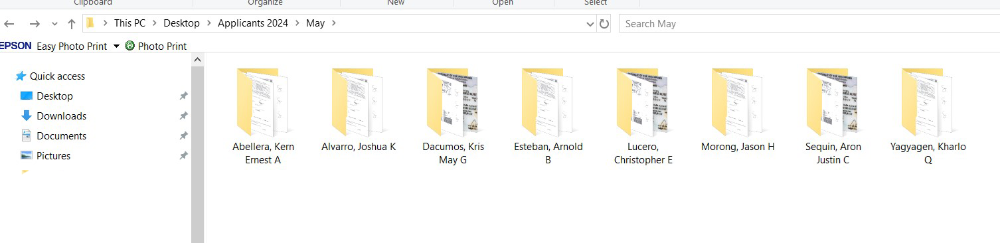 Clipboard Organize New Open Select
This PC Desktop Applicants 2024 May
Search May
EPSON Easy Photo Print Photo Print
Quick access
Desktop
Downloads
Documents
Pictures
Abellera, Kern
Ernest A
Alvarro, Joshua K
Dacumos, Kris
May G
Esteban, Arnold
B
Lucero,
Christopher E
Morong, Jason H
Sequin, Aron
Justin C
Yagyagen, Kharlo
Q